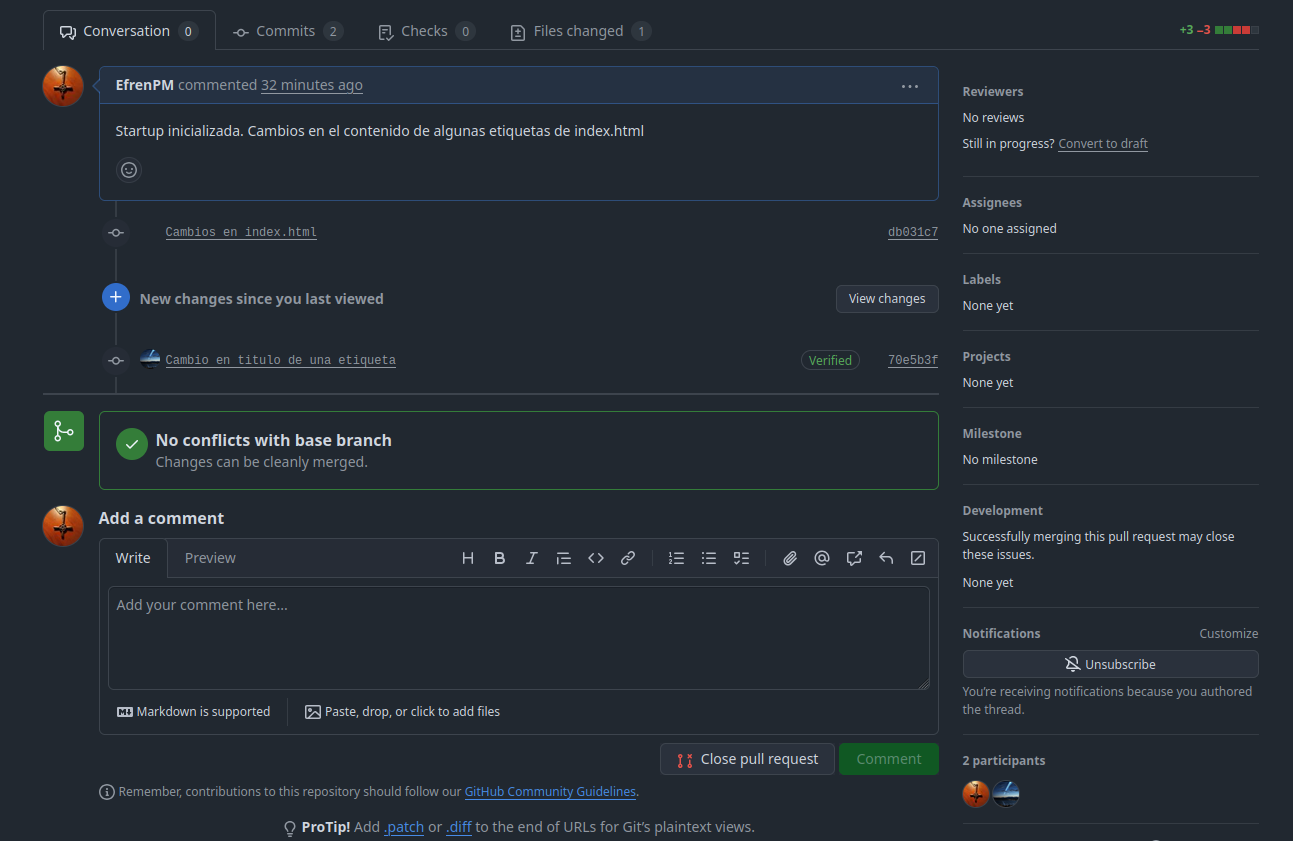 Conversation 0 Commits 2 Checks 0 Files changed 1 +3 −3
EfrenPM commented 32 minutes ago
Startup inicializada. Cambios en el contenido de algunas etiquetas de index.html
Cambios en index.html db031c7
New changes since you last viewed View changes
Cambio en titulo de una etiqueta Verified 70e5b3f
No conflicts with base branch
Changes can be cleanly merged.
Add a comment
Write Preview
Add your comment here...
Markdown is supported Paste, drop, or click to add files
Close pull request Comment
Remember, contributions to this repository should follow our GitHub Community Guidelines.
ProTip! Add .patch or .diff to the end of URLs for Git's plaintext views.
Reviewers
No reviews
Still in progress? Convert to draft
Assignees
No one assigned
Labels
None yet
Projects
None yet
Milestone
No milestone
Development
Successfully merging this pull request may close
these issues.
None yet
Notifications Customize
Unsubscribe
You're receiving notifications because you authored
the thread.
2 participants